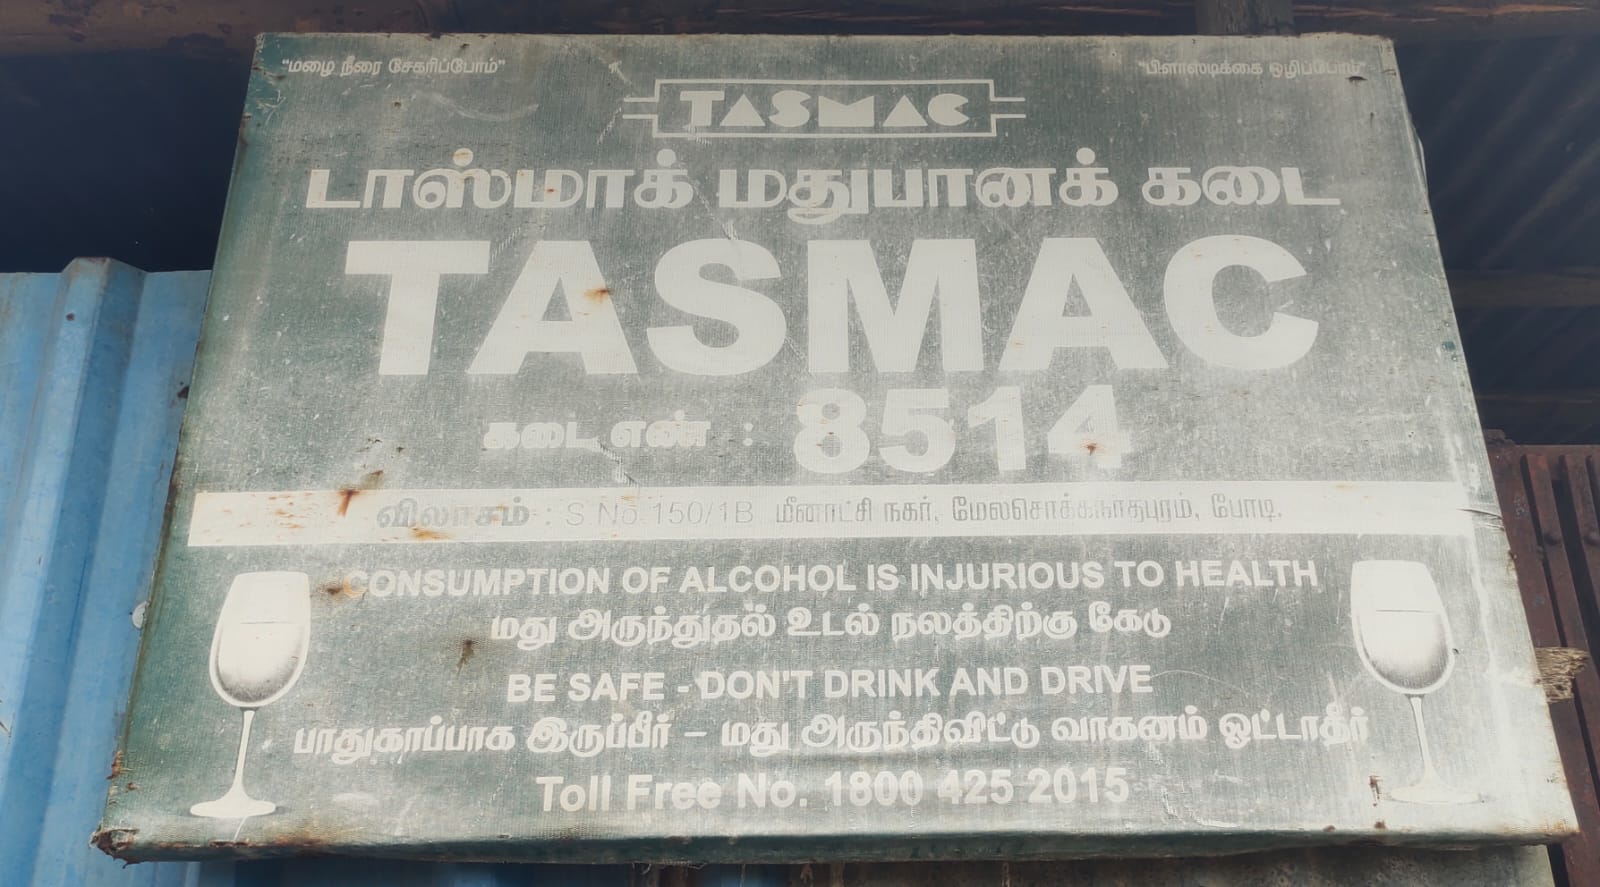 "மழை நீரை சேகரிப்போம்"
"பிளாஸ்டிக்கை ஒழிப்போம்"
TASMAC
டாஸ்மாக் மதுபானக் கடை
TASMAC
கடை எண் : 8514
விலாசம் : S.No.150/1B மீனாட்சி நகர், மேலசொக்கநாதபுரம், போடி.
CONSUMPTION OF ALCOHOL IS INJURIOUS TO HEALTH
மது அருந்துதல் உடல் நலத்திற்கு கேடு
BE SAFE - DON'T DRINK AND DRIVE
பாதுகாப்பாக இருப்பீர் – மது அருந்திவிட்டு வாகனம் ஓட்டாதீர்
Toll Free No. 1800 425 2015